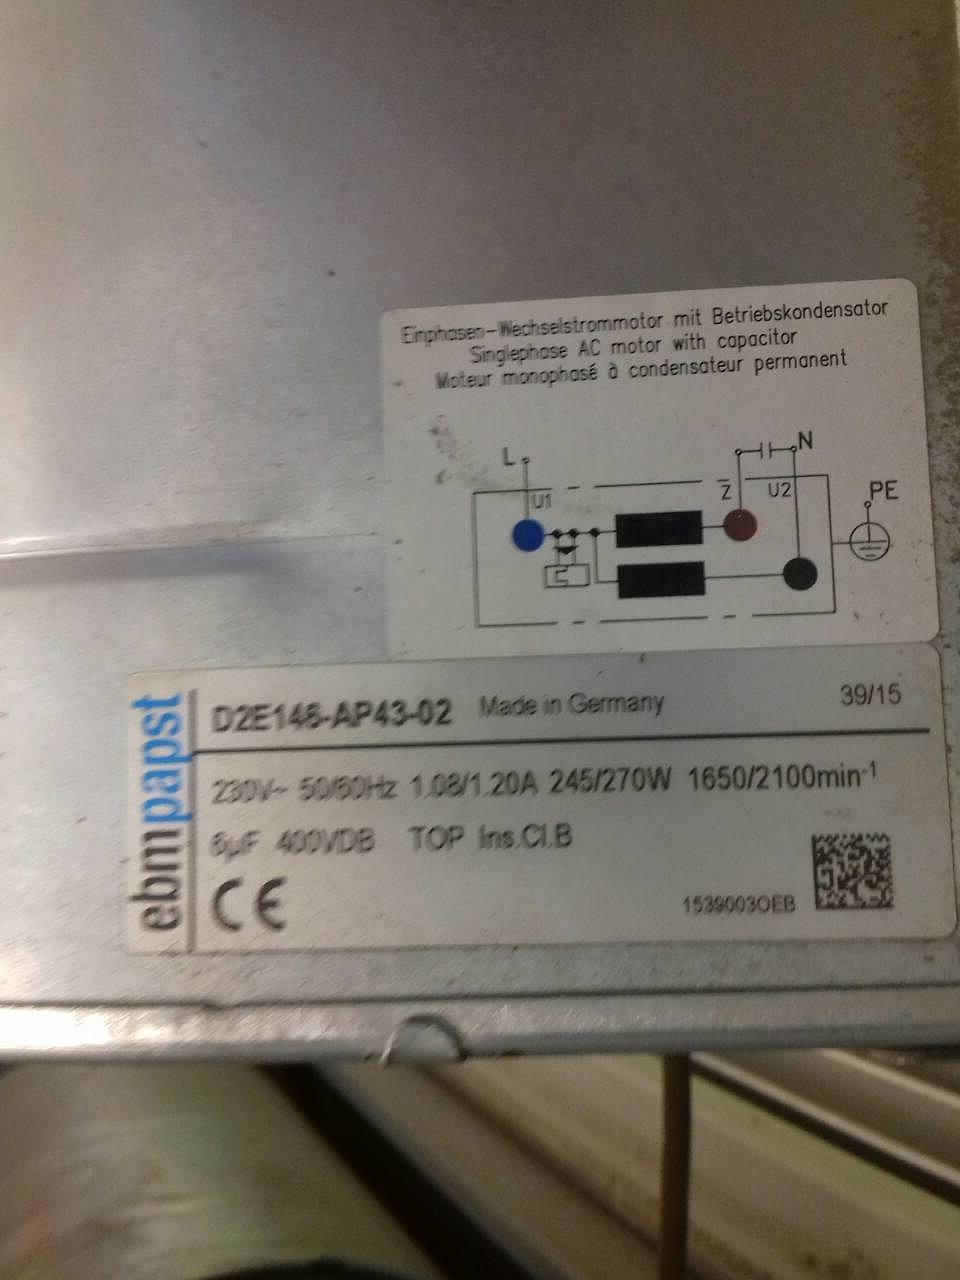 Einphasen-Wechselstrommotor mit Betriebskondensator
Singlephase AC motor with capacitor
Moteur monophasé à condensateur permanent
L
N
U1
Z
U2
PE
ebmpapst
D2E146-AP43-02 Made in Germany 39/15
230V~ 50/60Hz 1.08/1.20A 245/270W 1650/2100min-1
6µF 400VDB TOP Ins.Cl.B
CE
1539003OEB